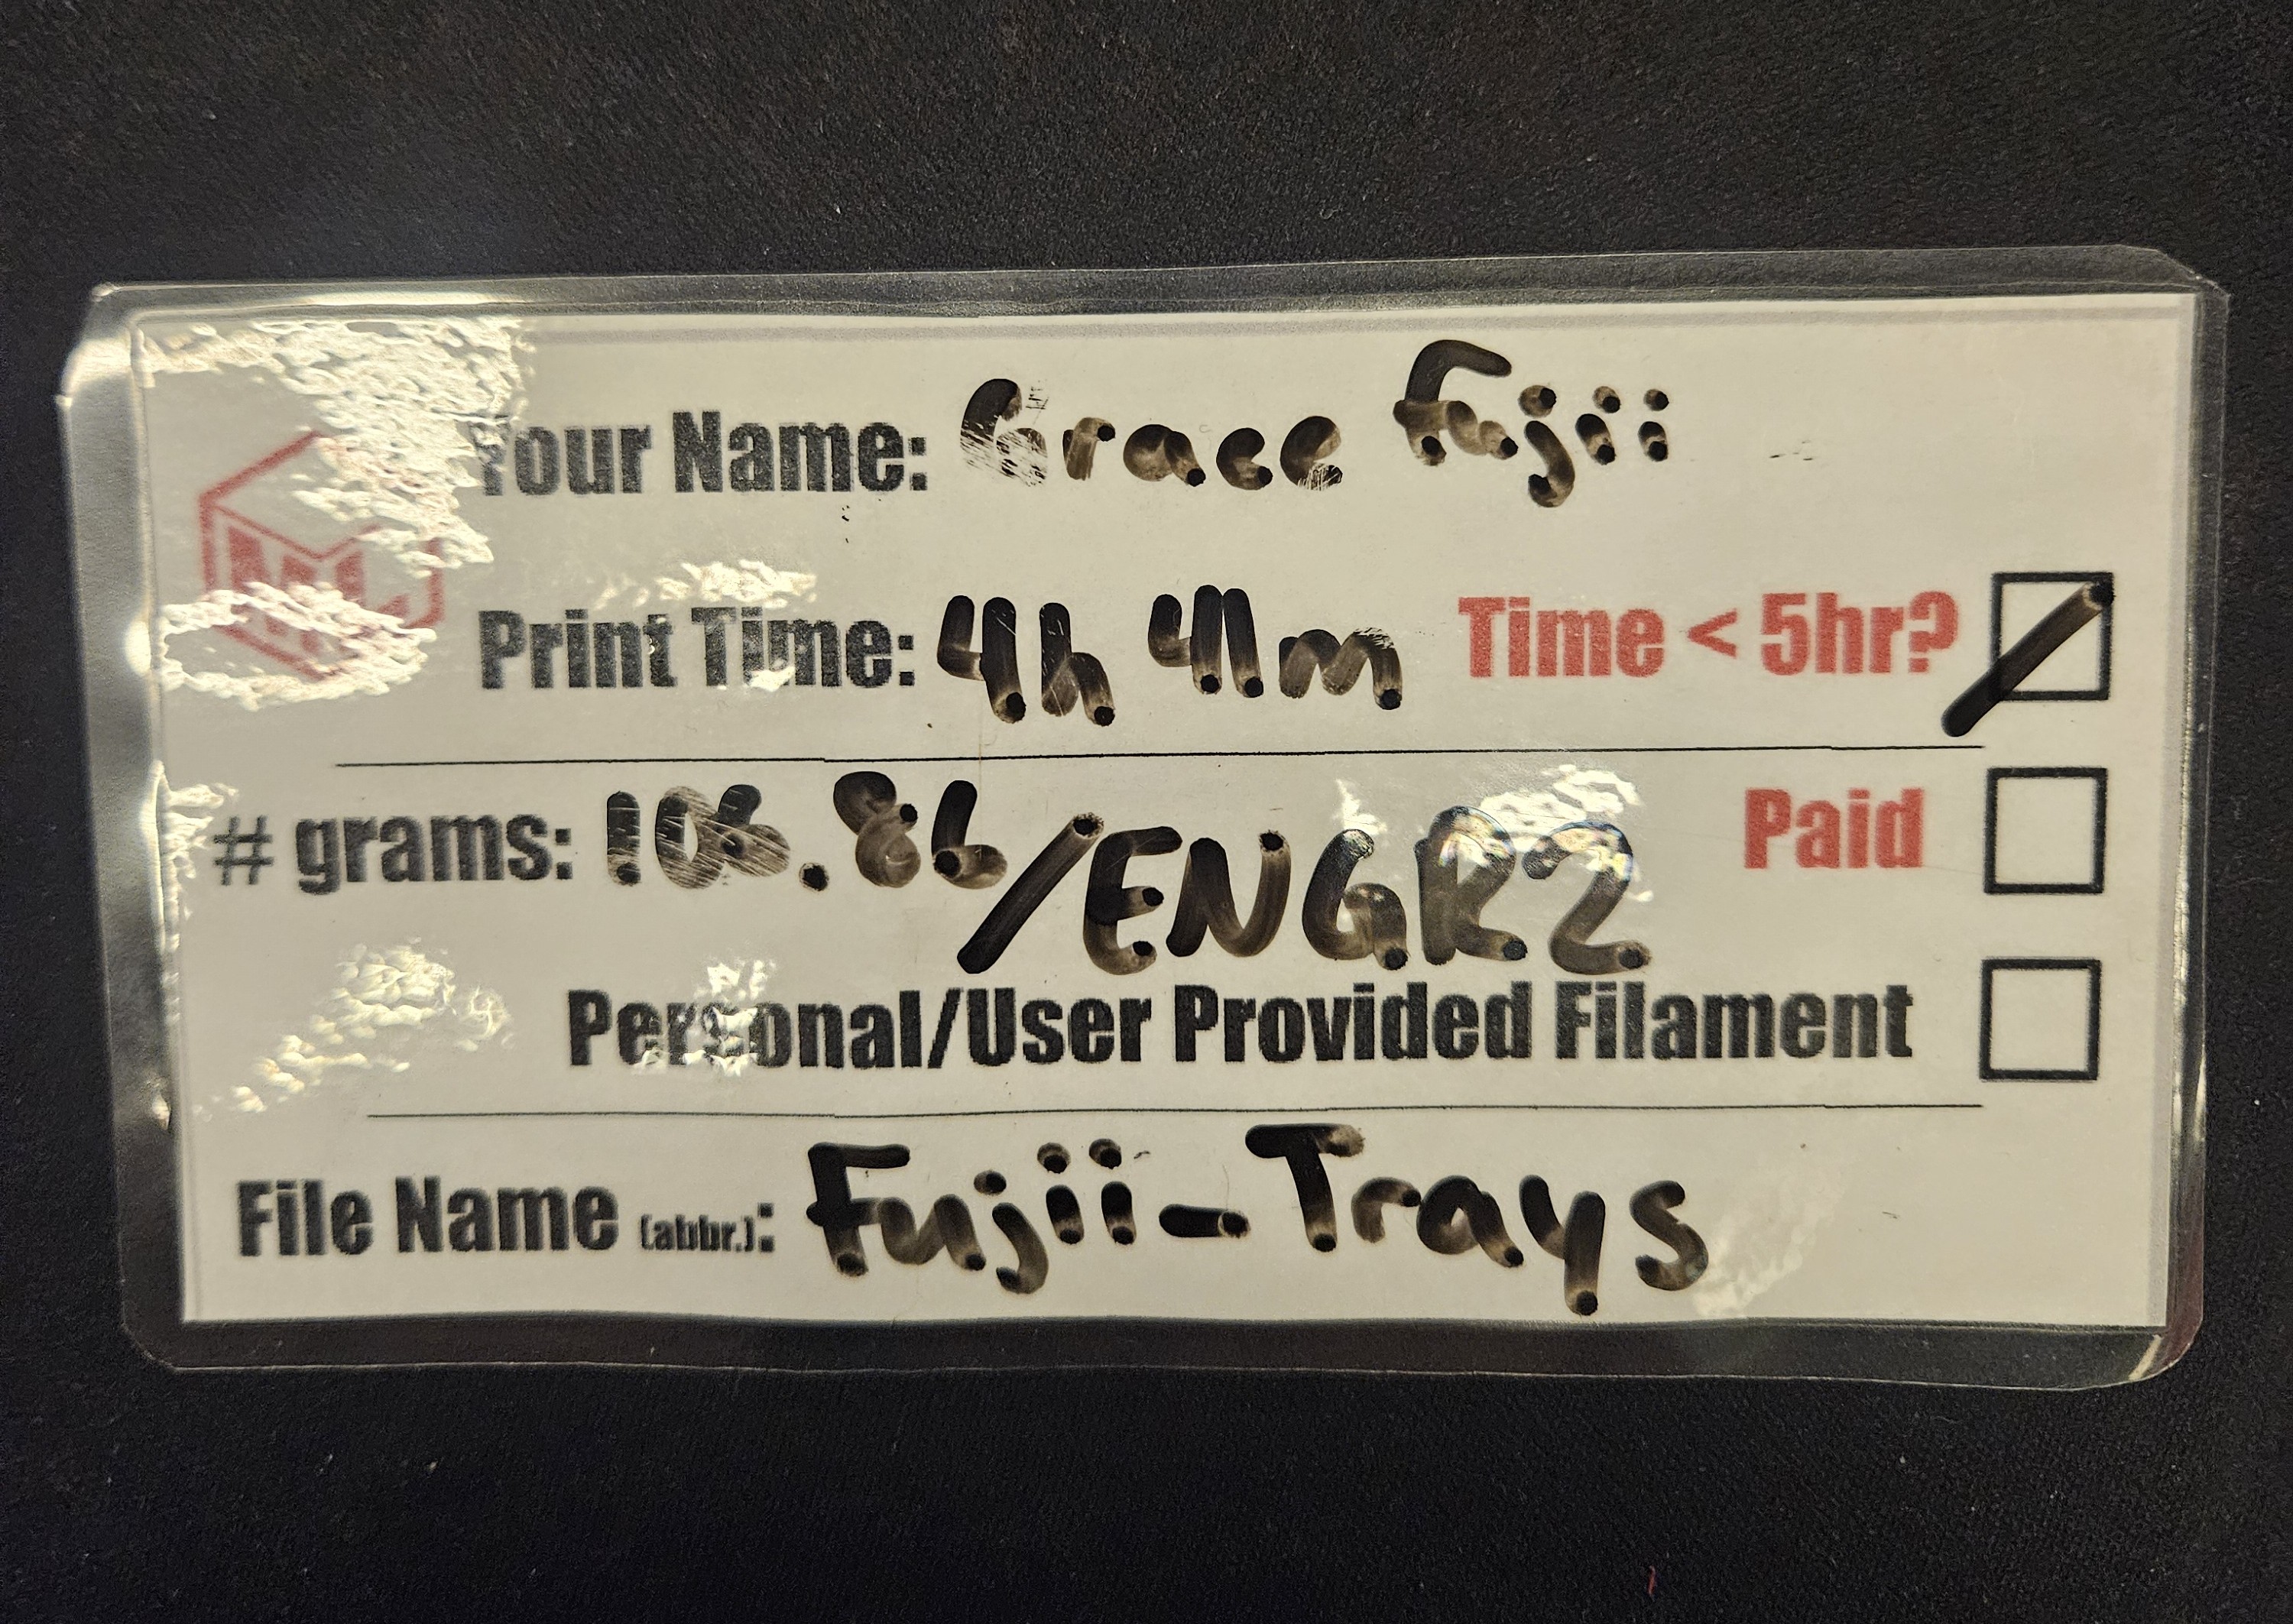 Your Name: Grace Fujii
ML
Print Time: 4h 41m Time < 5hr?
# grams: 106.86/ENGR2 Paid
Personal/User Provided Filament
File Name (abbr.): Fujii-Trays